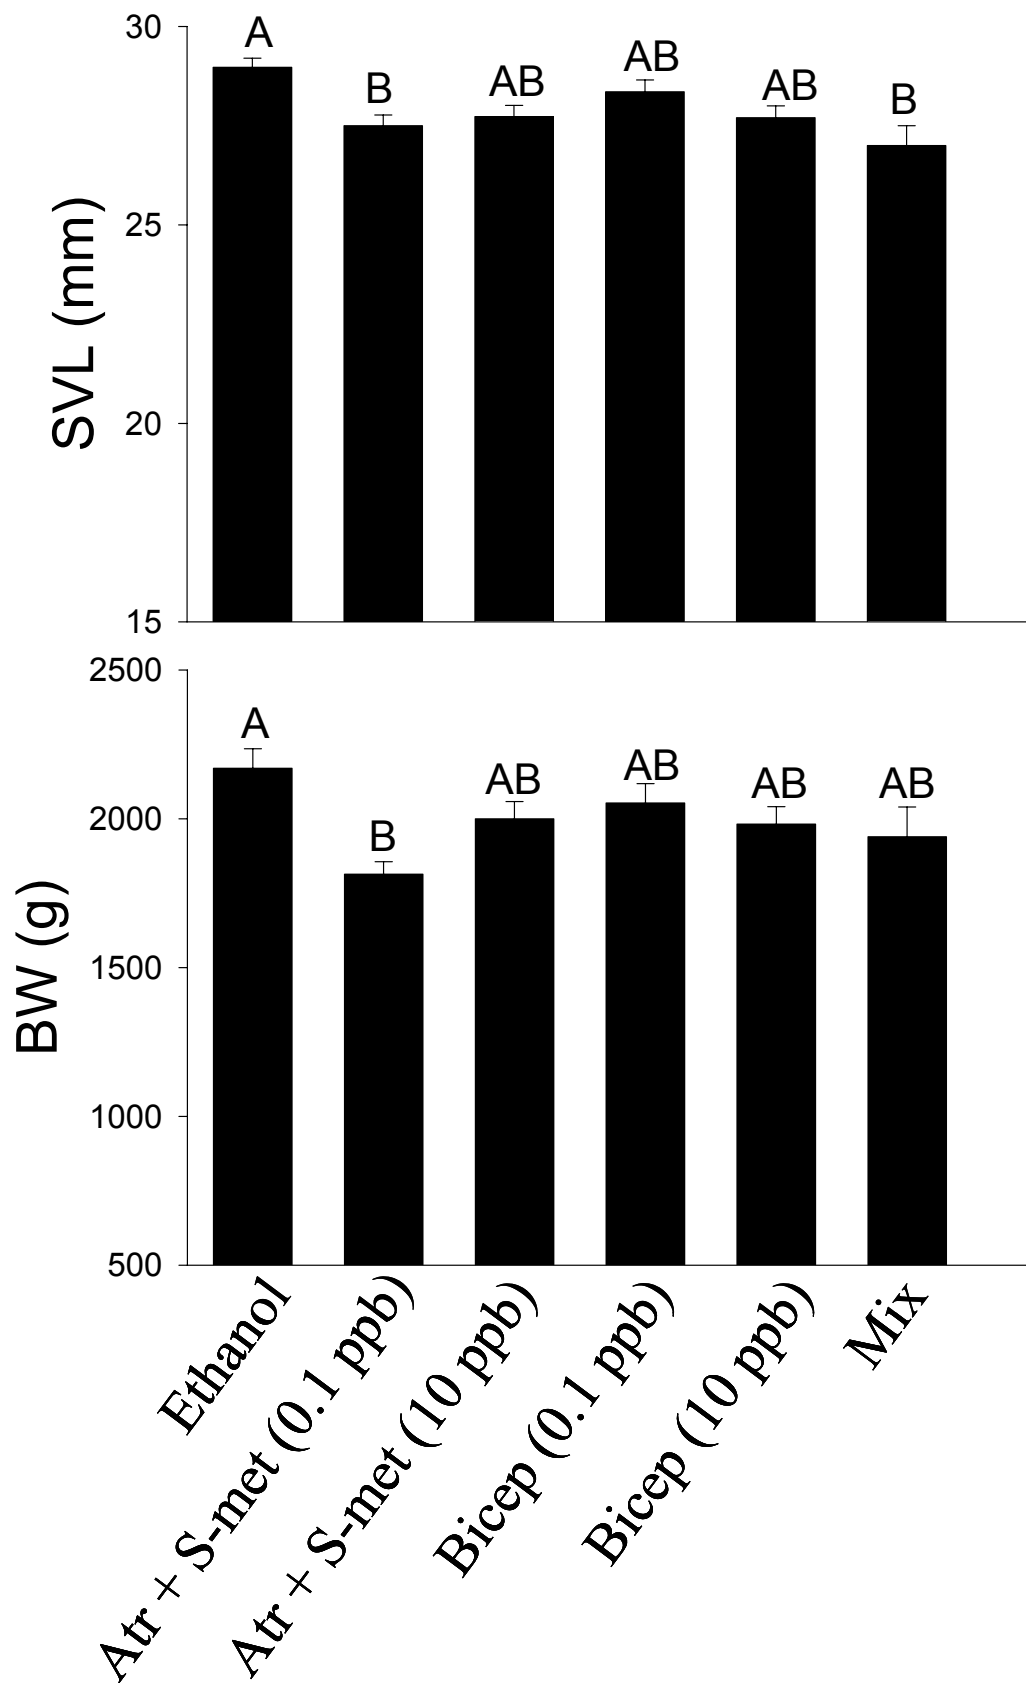 30
A
AB
AB
AB
B
B
25
SVL (mm)
20
15
2500
A
AB
AB
AB
AB
B
2000
1500
BW (g)
1000
500
Ethanol
Atr + S-met (0.1 ppb)
Atr + S-met (10 ppb)
Bicep (0.1 ppb)
Bicep (10 ppb)
Mix